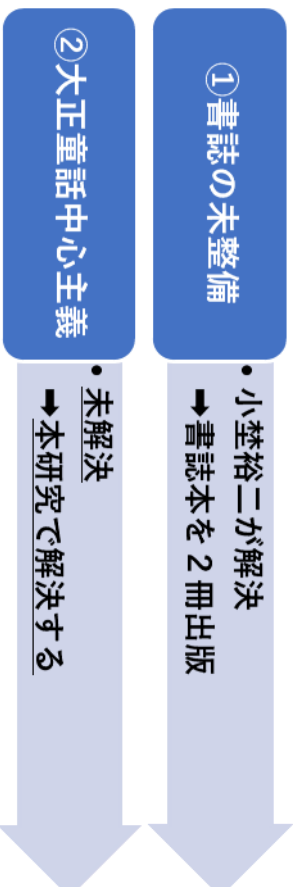 ①書誌の未整備
• 小埜裕二が解決
➡書誌本を２冊出版
②大正童話中心主義
• 未解決
➡本研究で解決する